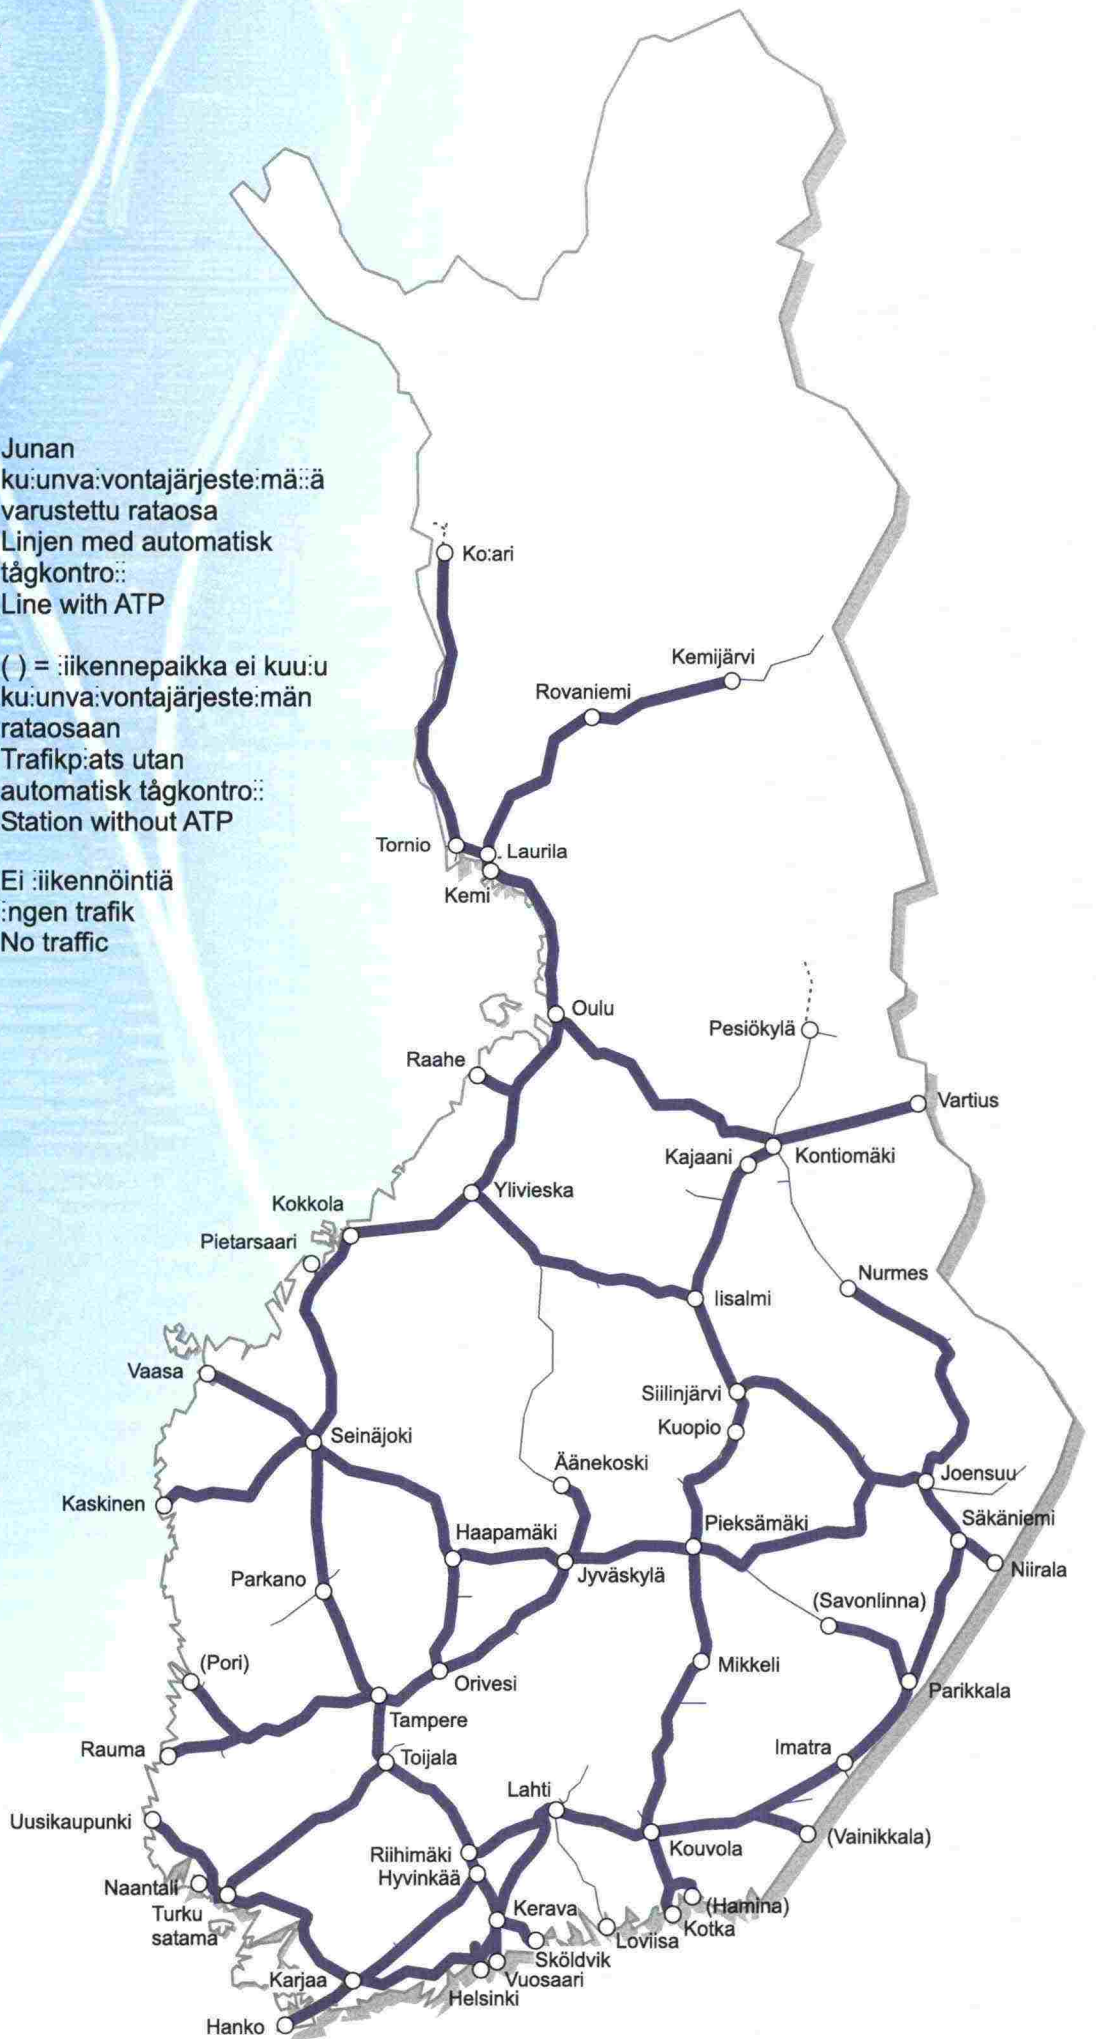 Junan
ku:unva:vontajärjeste:mä::ä
varustettu rataosa
Linjen med automatisk
tågkontro::
Line with ATP
( ) = :iikennepaikka ei kuu:u
ku:unva:vontajärjeste:män
rataosaan
Trafikp:ats utan
automatisk tågkontro::
Station without ATP
Ei :iikennöintiä
:ngen trafik
No traffic
Ko:ari
Kemijärvi
Rovaniemi
Tornio
Laurila
Kemi
Oulu
Pesiökylä
Raahe
Vartius
Kajaani
Kontiomäki
Ylivieska
Kokkola
Pietarsaari
Nurmes
Iisalmi
Vaasa
Siilinjärvi
Kuopio
Seinäjoki
Äänekoski
Joensuu
Kaskinen
Säkäniemi
Pieksämäki
Haapamäki
Jyväskylä
Niirala
Parkano
(Savonlinna)
(Pori)
Mikkeli
Orivesi
Parikkala
Tampere
Rauma
Imatra
Toijala
Lahti
Uusikaupunki
(Vainikkala)
Kouvola
Riihimäki
Hyvinkää
Naantali
(Hamina)
Turku
satama
Kerava
Kotka
Loviisa
Sköldvik
Vuosaari
Karjaa
Helsinki
Hanko